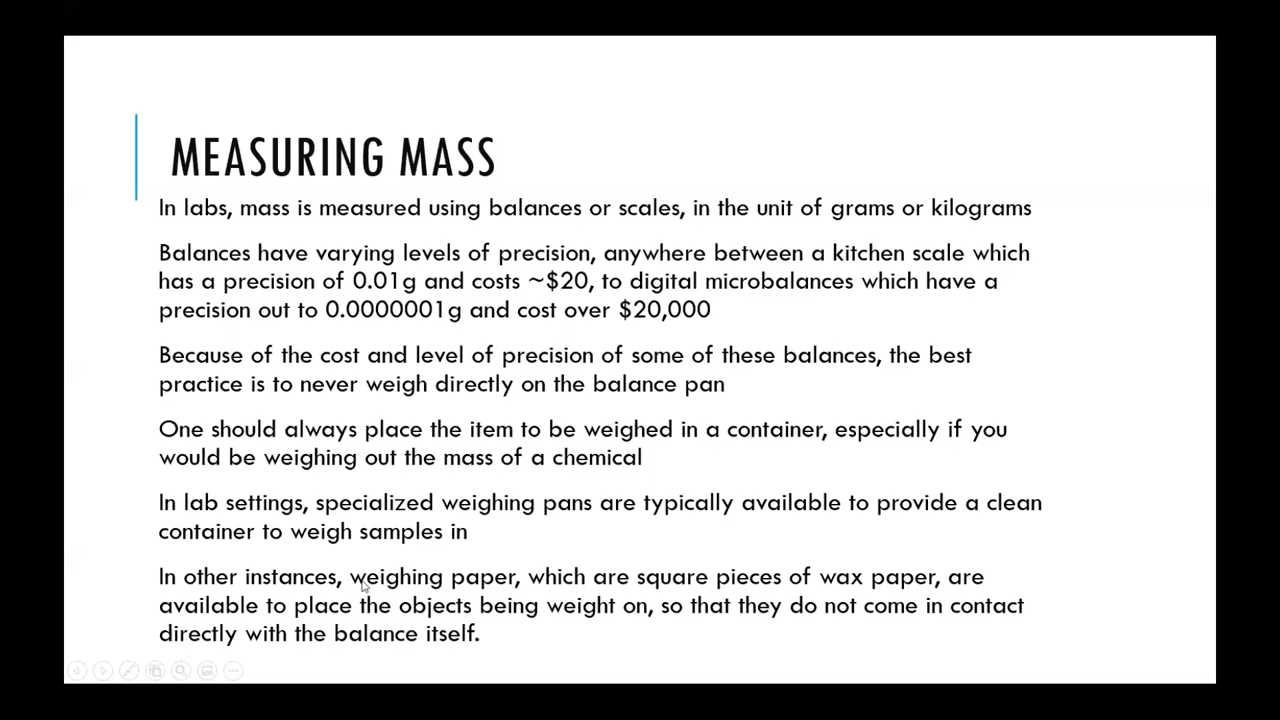 MEASURING MASS
In labs, mass is measured using balances or scales, in the unit of grams or kilograms
Balances have varying levels of precision, anywhere between a kitchen scale which
has a precision of 0.01g and costs ~$20, to digital microbalances which have a
precision out to 0.0000001g and cost over $20,000
Because of the cost and level of precision of some of these balances, the best
practice is to never weigh directly on the balance pan
One should always place the item to be weighed in a container, especially if you
would be weighing out the mass of a chemical
In lab settings, specialized weighing pans are typically available to provide a clean
container to weigh samples in
In other instances, weighing paper, which are square pieces of wax paper, are
available to place the objects being weight on, so that they do not come in contact
directly with the balance itself.